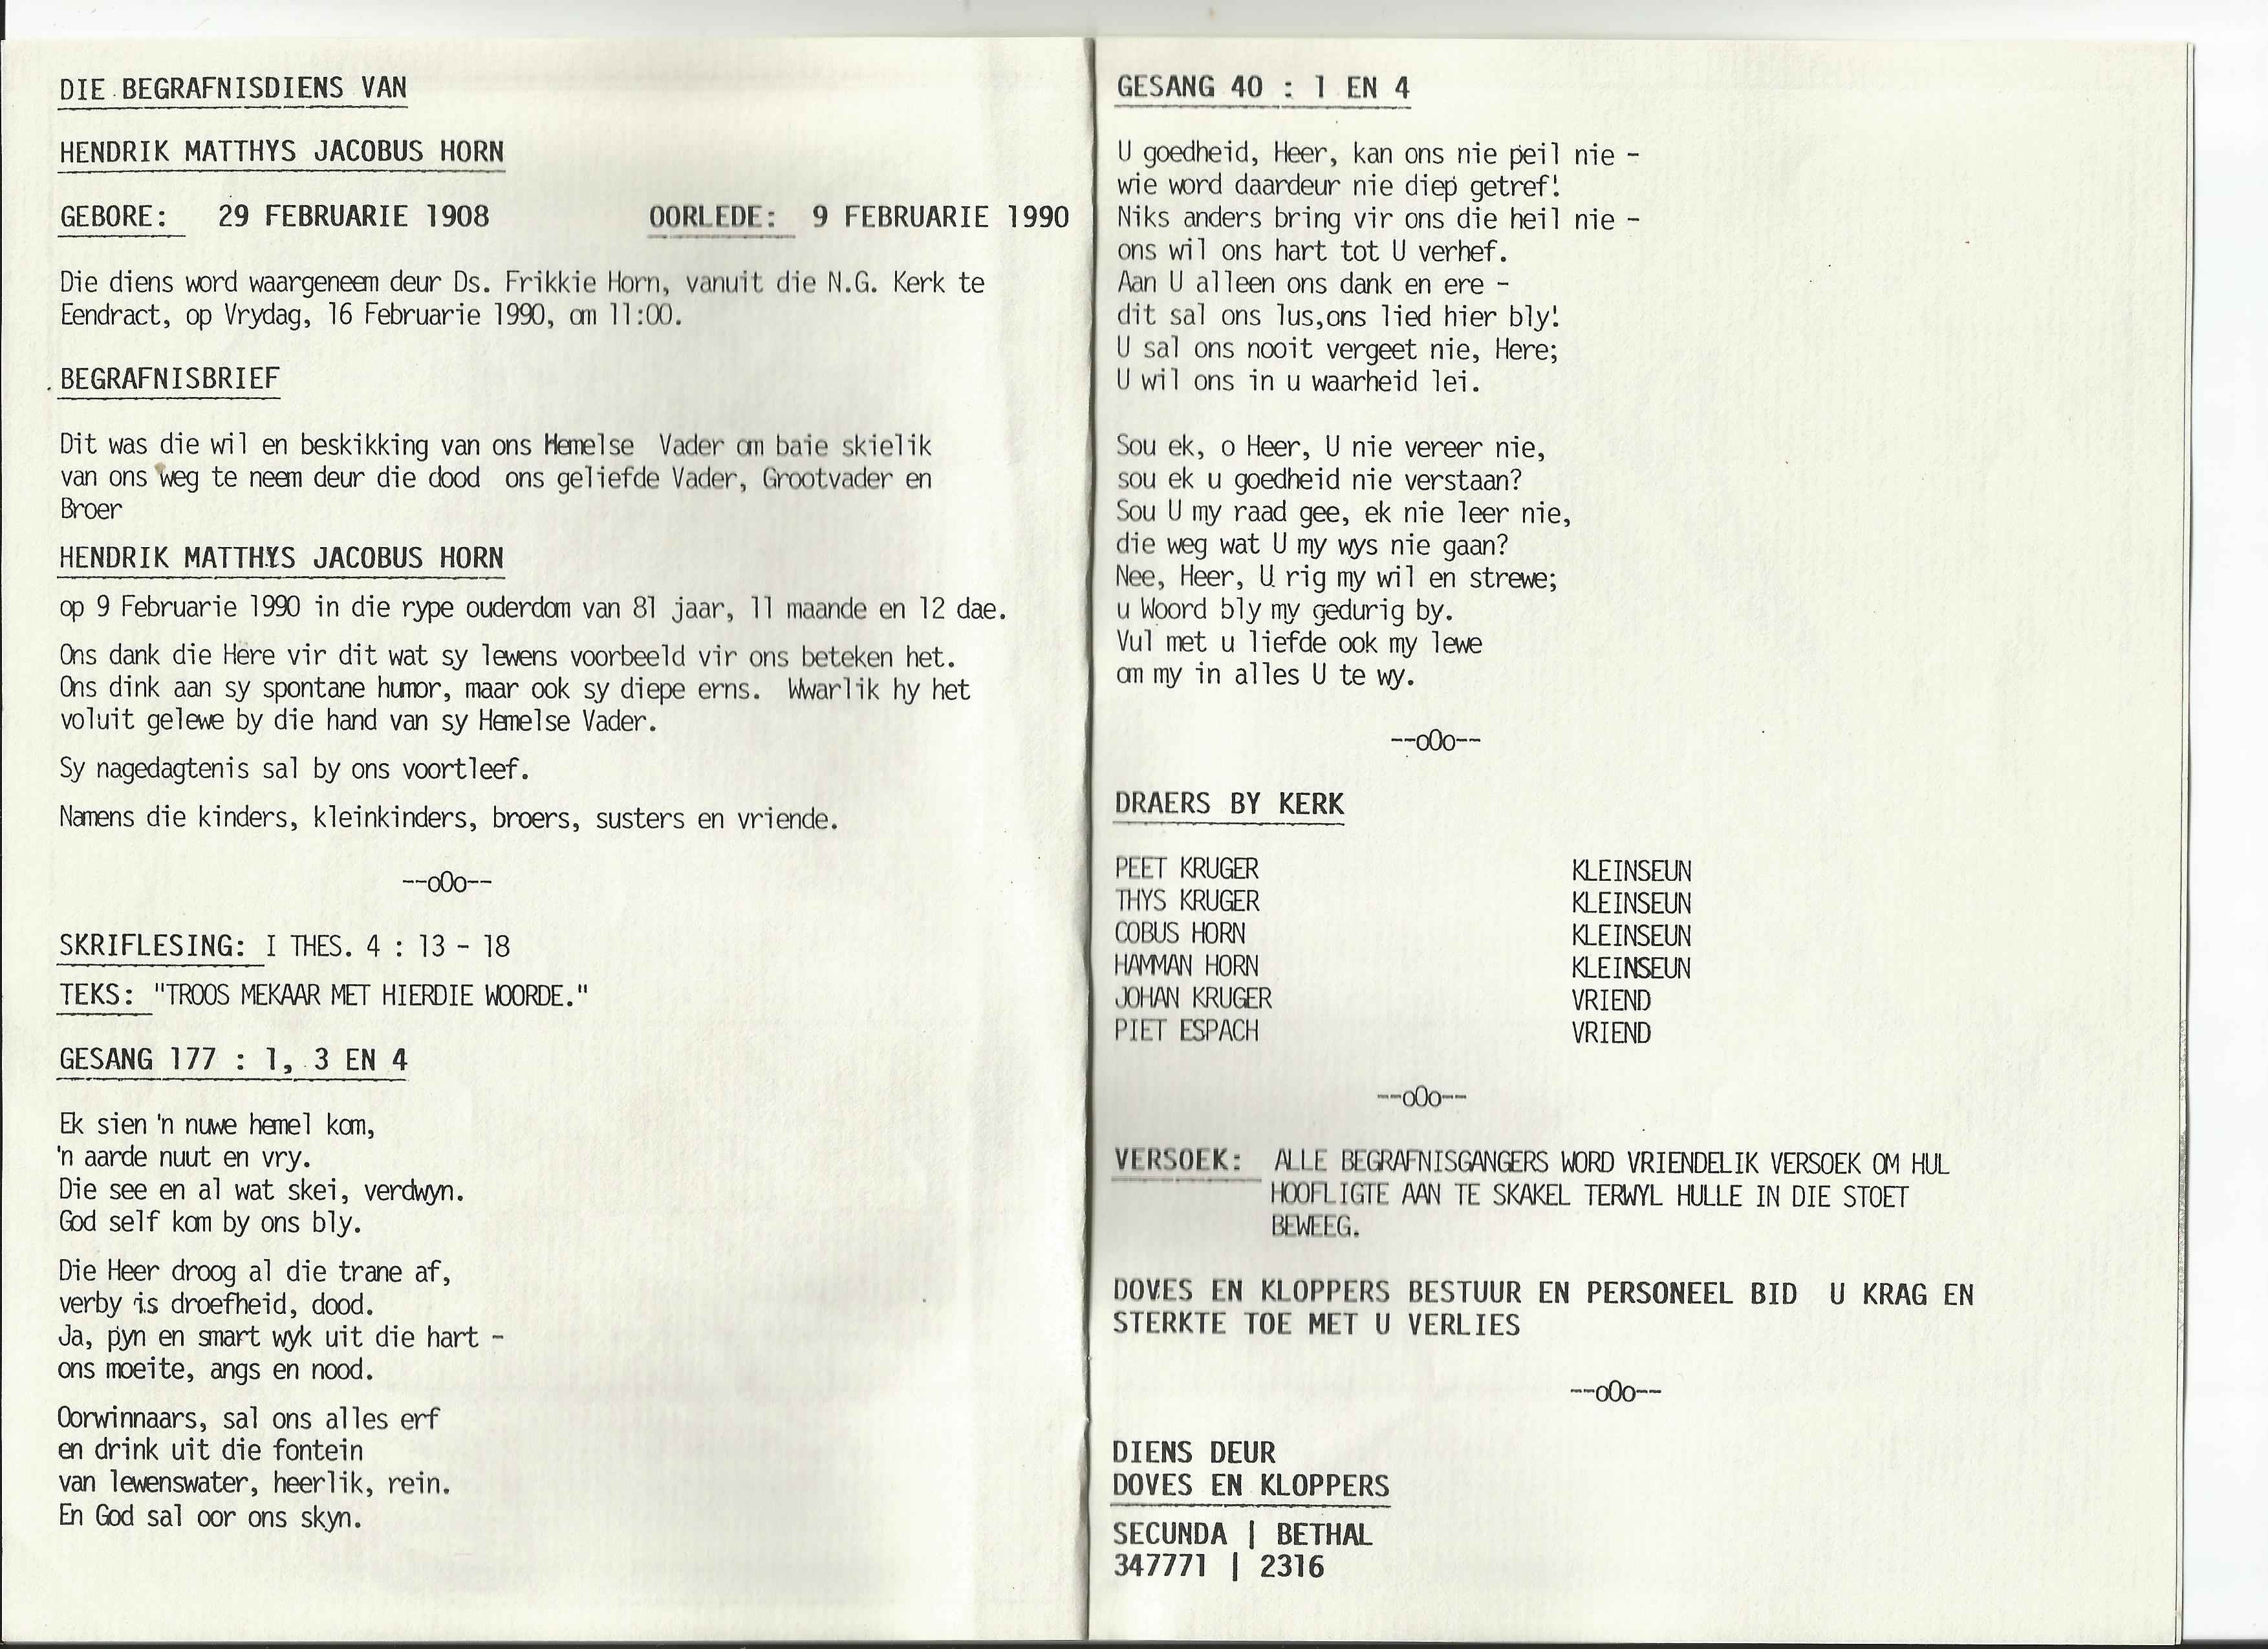 DIE BEGRAFNISDIENS VAN
HENDRIK MATTHYS JACOBUS HORN
GEBORE: 29 FEBRUARIE 1908 OORLEDE: 9 FEBRUARIE 1990
Die diens word waargeneem deur Ds. Frikkie Horn, vanuit die N.G. Kerk te
Eendract, op Vrydag, 16 Februarie 1990, om 11:00.
BEGRAFNISBRIEF
Dit was die wil en beskikking van ons Hemelse Vader om baie skielik
van ons weg te neem deur die dood ons geliefde Vader, Grootvader en
Broer
HENDRIK MATTHYS JACOBUS HORN
op 9 Februarie 1990 in die rype ouderdom van 81 jaar, 11 maande en 12 dae.
Ons dank die Here vir dit wat sy lewens voorbeeld vir ons beteken het.
Ons dink aan sy spontane humor, maar ook sy diepe erns. Wwarlik hy het
voluit gelewe by die hand van sy Hemelse Vader.
Sy nagedagtenis sal by ons voortleef.
Namens die kinders, kleinkinders, broers, susters en vriende.
--oOo--
SKRIFLESING: I THES. 4 : 13 - 18
TEKS: "TROOS MEKAAR MET HIERDIE WOORDE."
GESANG 177 : 1, 3 EN 4
Ek sien 'n nuwe hemel kom,
'n aarde nuut en vry.
Die see en al wat skei, verdwyn.
God self kom by ons bly.
Die Heer droog al die trane af,
verby is droefheid, dood.
Ja, pyn en smart wyk uit die hart -
ons moeite, angs en nood.
Oorwinnaars, sal ons alles erf
en drink uit die fontein
van lewenswater, heerlik, rein.
En God sal oor ons skyn.
GESANG 40 : 1 EN 4
U goedheid, Heer, kan ons nie peil nie -
wie word daardeur nie diep getref!
Niks anders bring vir ons die heil nie -
ons wil ons hart tot U verhef.
Aan U alleen ons dank en ere -
dit sal ons lus,ons lied hier bly!
U sal ons nooit vergeet nie, Here;
U wil ons in u waarheid lei.
Sou ek, o Heer, U nie vereer nie,
sou ek u goedheid nie verstaan?
Sou U my raad gee, ek nie leer nie,
die weg wat U my wys nie gaan?
Nee, Heer, U rig my wil en strewe;
u Woord bly my gedurig by.
Vul met u liefde ook my lewe
om my in alles U te wy.
--oOo--
DRAERS BY KERK
PEET KRUGER KLEINSEUN
THYS KRUGER KLEINSEUN
COBUS HORN KLEINSEUN
HAMMAN HORN KLEINSEUN
JOHAN KRUGER VRIEND
PIET ESPACH VRIEND
--oOo--
VERSOEK: ALLE BEGRAFNISGANGERS WORD VRIENDELIK VERSOEK OM HUL
HOOFLIGTE AAN TE SKAKEL TERWYL HULLE IN DIE STOET
BEWEEG.
DOVES EN KLOPPERS BESTUUR EN PERSONEEL BID U KRAG EN
STERKTE TOE MET U VERLIES
--oOo--
DIENS DEUR
DOVES EN KLOPPERS
SECUNDA | BETHAL
347771 | 2316